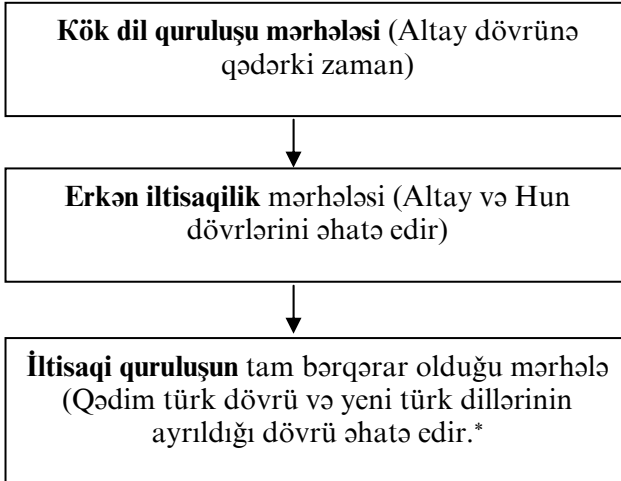 Kök dil quruluşu mərhələsi (Altay dövrünə
qədərki zaman)
Erkən iltisaqilik mərhələsi (Altay və Hun
dövrlərini əhatə edir)
İltisaqi quruluşun tam bərqərar olduğu mərhələ
(Qədim türk dövrü və yeni türk dillərinin
ayrıldığı dövrü əhatə edir.*